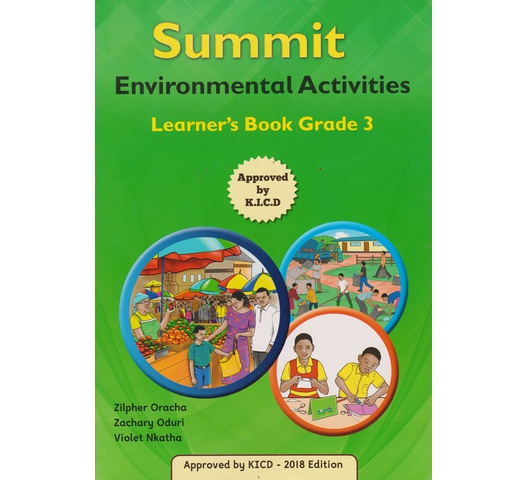 Summit
Environmental Activities
Learner's Book Grade 3
Approved
by
K.I.C.D
Zilpher Oracha
Zachary Oduri
Violet Nkatha
Approved by KICD - 2018 Edition